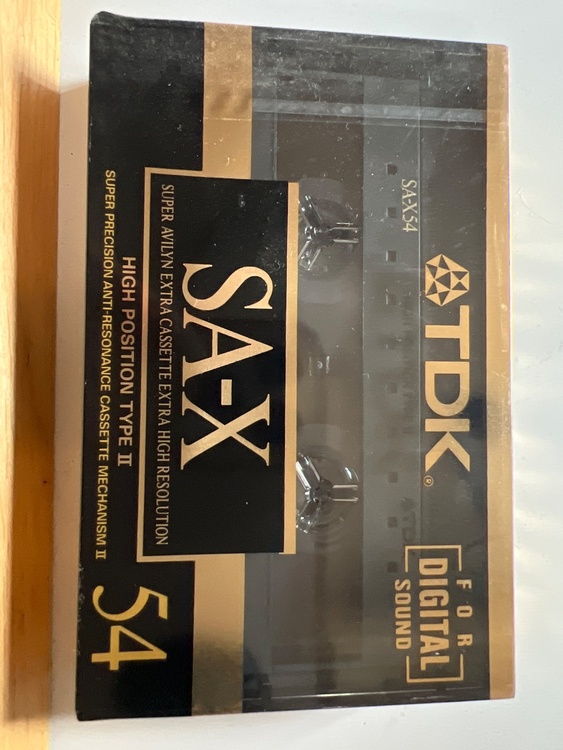 TDK
FOR
DIGITAL
SOUND
SA-X54
SA-X
SUPER AVILYN EXTRA CASSETTE EXTRA HIGH RESOLUTION
HIGH POSITION TYPE II
SUPER PRECISION ANTI-RESONANCE CASSETTE MECHANISM II
54